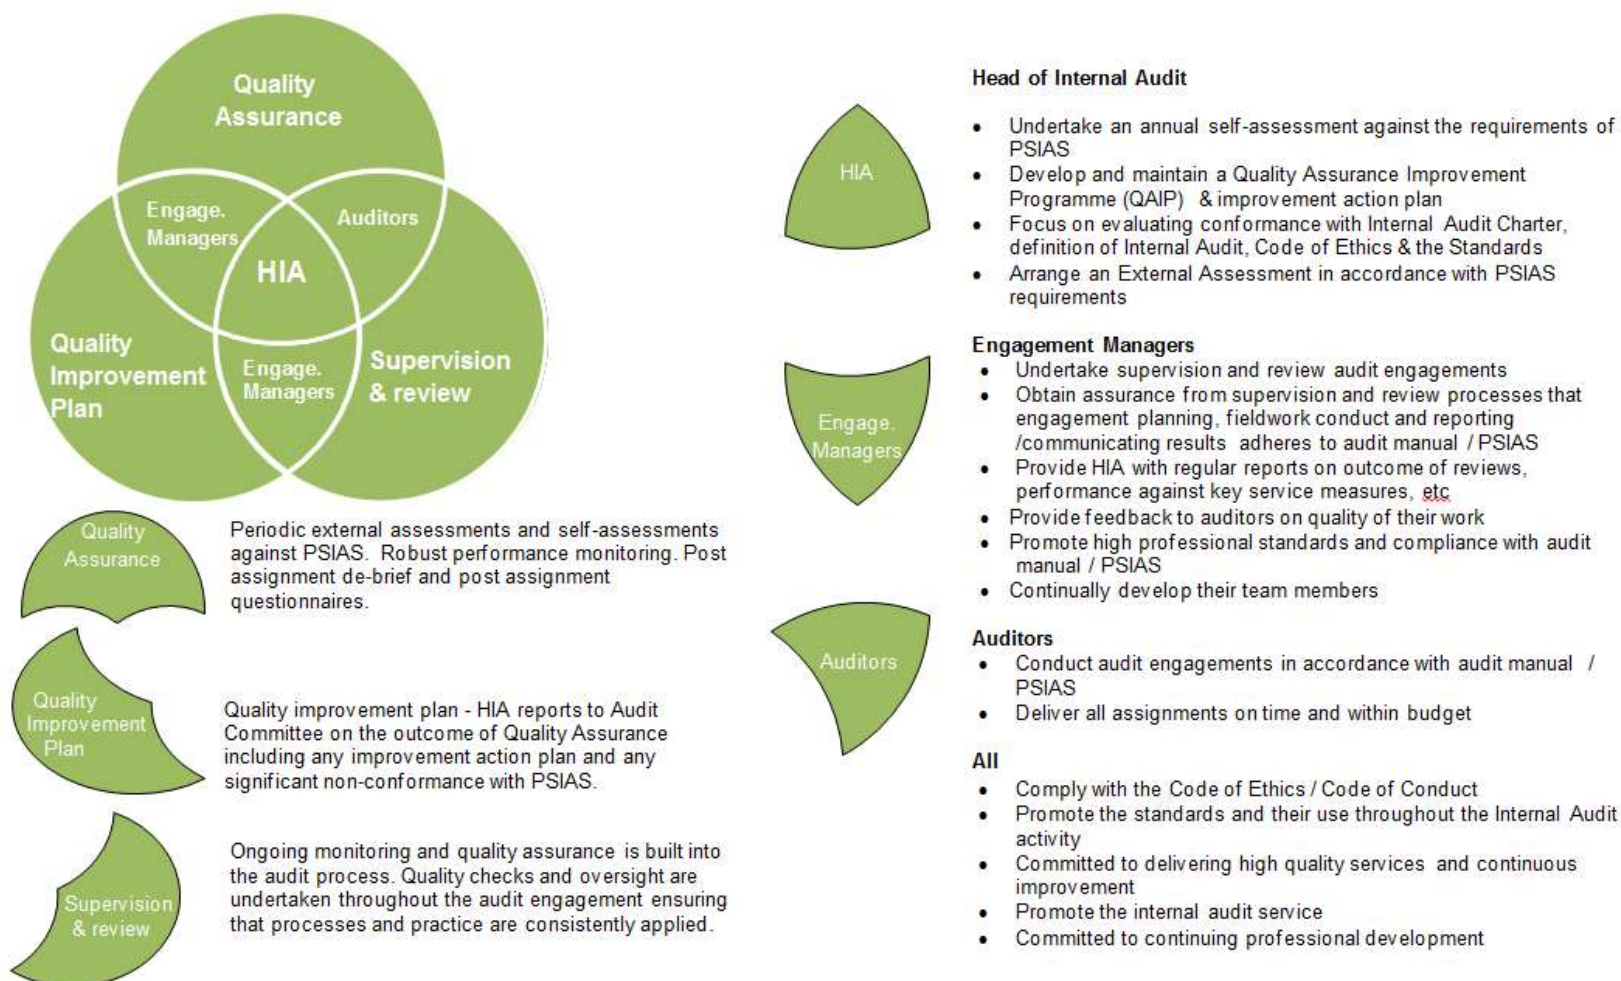 Quality
Assurance
Engage.
Managers
Auditors
HIA
Quality
Improvement
Plan
Engage.
Managers
Supervision
& review
Quality
Assurance
Periodic external assessments and self-assessments
against PSIAS. Robust performance monitoring. Post
assignment de-brief and post assignment
questionnaires.
Quality
Improvement
Plan
Quality improvement plan - HIA reports to Audit
Committee on the outcome of Quality Assurance
including any improvement action plan and any
significant non-conformance with PSIAS.
Supervision
& review
Ongoing monitoring and quality assurance is built into
the audit process. Quality checks and oversight are
undertaken throughout the audit engagement ensuring
that processes and practice are consistently applied.
HIA
Head of Internal Audit
• Undertake an annual self-assessment against the requirements of
PSIAS
• Develop and maintain a Quality Assurance Improvement
Programme (QAIP) & improvement action plan
• Focus on evaluating conformance with Internal Audit Charter,
definition of Internal Audit, Code of Ethics & the Standards
• Arrange an External Assessment in accordance with PSIAS
requirements
Engage.
Managers
Engagement Managers
• Undertake supervision and review audit engagements
• Obtain assurance from supervision and review processes that
engagement planning, fieldwork conduct and reporting
/communicating results adheres to audit manual / PSIAS
• Provide HIA with regular reports on outcome of reviews,
performance against key service measures, etc
• Provide feedback to auditors on quality of their work
• Promote high professional standards and compliance with audit
manual / PSIAS
• Continually develop their team members
Auditors
Auditors
• Conduct audit engagements in accordance with audit manual /
PSIAS
• Deliver all assignments on time and within budget
All
• Comply with the Code of Ethics / Code of Conduct
• Promote the standards and their use throughout the Internal Audit
activity
• Committed to delivering high quality services and continuous
improvement
• Promote the internal audit service
• Committed to continuing professional development